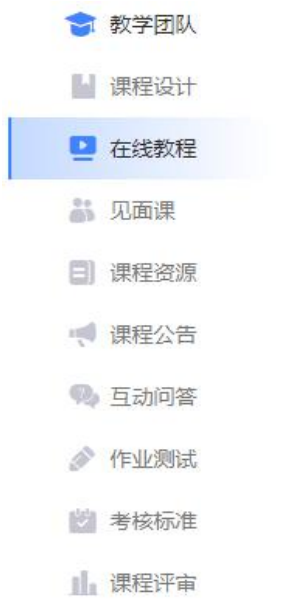 教学团队
课程设计
在线教程
见面课
课程资源
课程公告
互动问答
作业测试
考核标准
课程评审